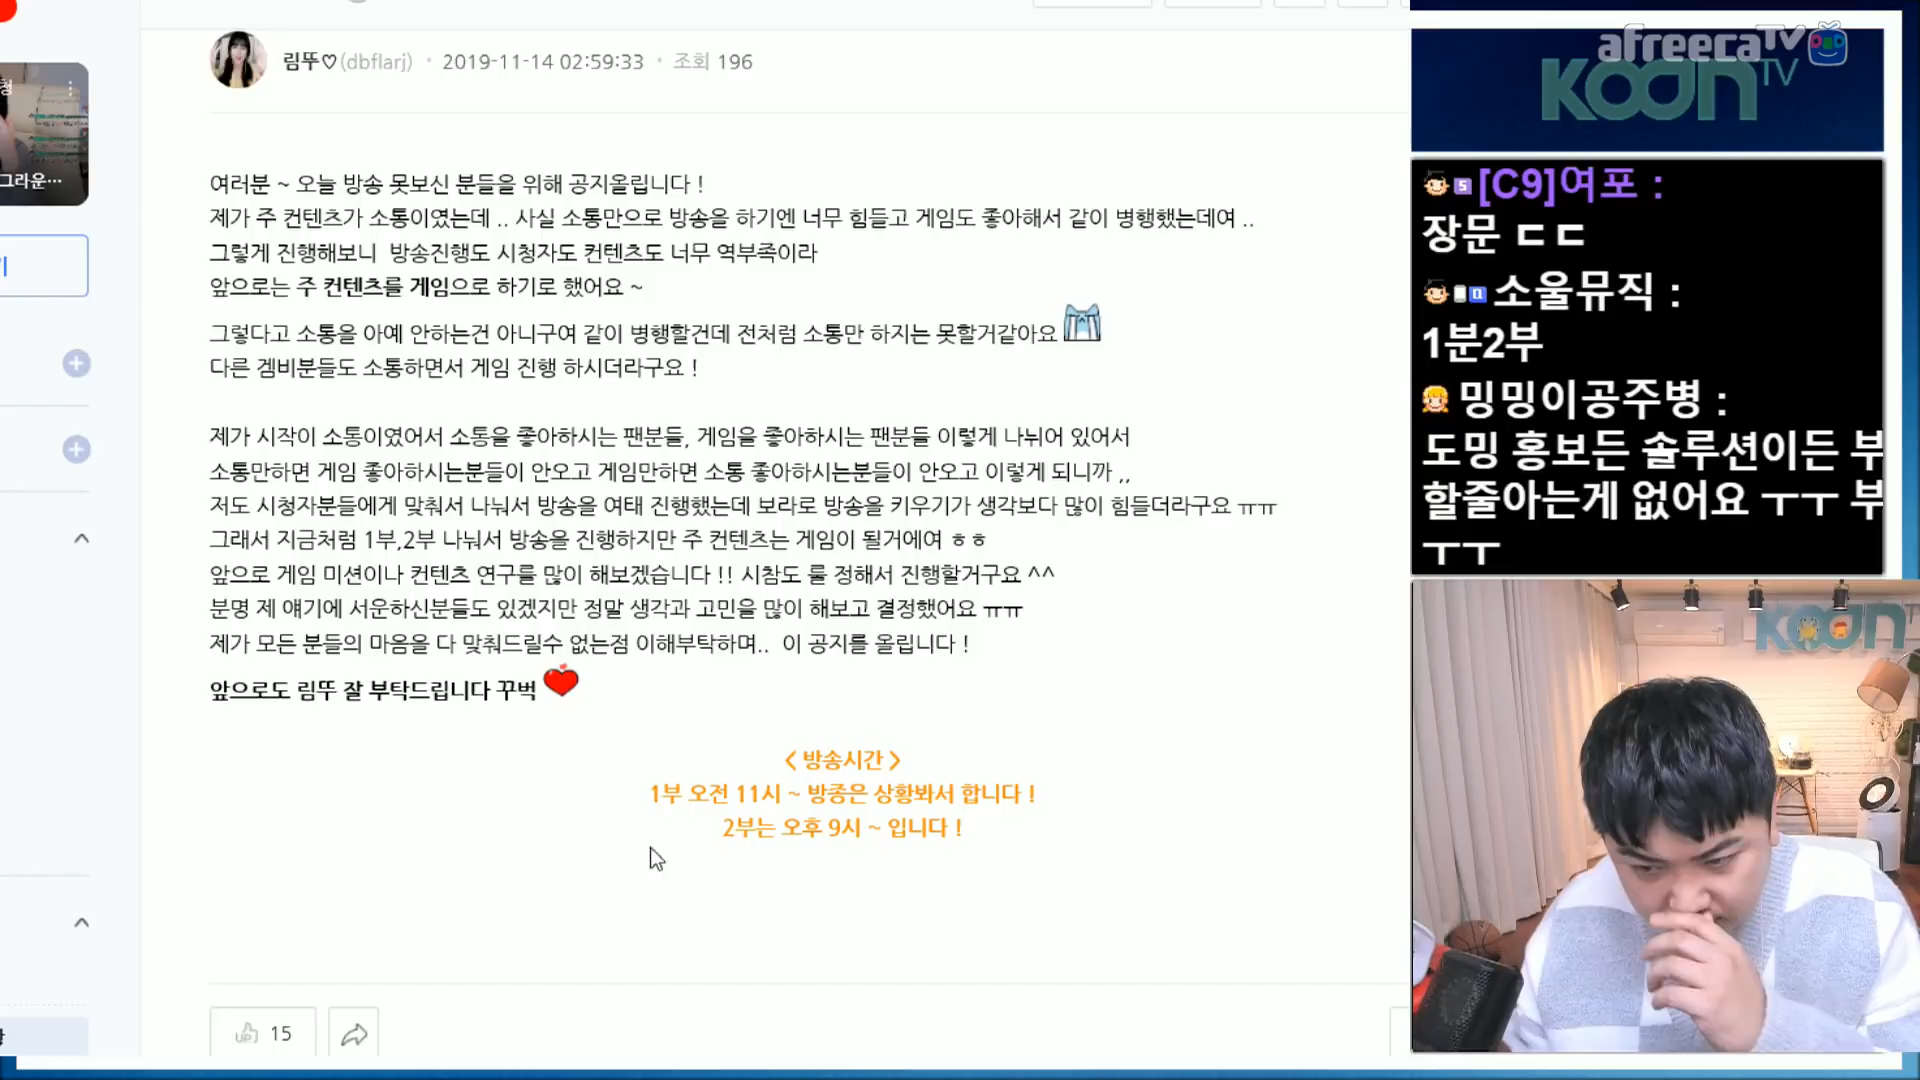 림뚜♡(dbflarj) • 2019-11-14 02:59:33 • 조회 196
그라운...
여러분 ~ 오늘 방송 못보신 분들을 위해 공지올립니다 !
제가 주 컨텐츠가 소통이였는데 .. 사실 소통만으로 방송을 하기엔 너무 힘들고 게임도 좋아해서 같이 병행했는데여 ..
그렇게 진행해보니 방송진행도 시청자도 컨텐츠도 너무 역부족이라
앞으로는 주 컨텐츠를 게임으로 하기로 했어요 ~
그렇다고 소통을 아예 안하는건 아니구여 같이 병행할건데 전처럼 소통만 하지는 못할거같아요
다른 겜비분들도 소통하면서 게임 진행 하시더라구요 !
제가 시작이 소통이였어서 소통을 좋아하시는 팬분들, 게임을 좋아하시는 팬분들 이렇게 나뉘어 있어서
소통만하면 게임 좋아하시는분들이 안오고 게임만하면 소통 좋아하시는분들이 안오고 이렇게 되니까 ,,
저도 시청자분들에게 맞춰서 나눠서 방송을 여태 진행했는데 보라로 방송을 키우기가 생각보다 많이 힘들더라구요 ㅠㅠ
그래서 지금처럼 1부,2부 나눠서 방송을 진행하지만 주 컨텐츠는 게임이 될거에여 ㅎㅎ
앞으로 게임 미션이나 컨텐츠 연구를 많이 해보겠습니다 !! 시참도 룰 정해서 진행할거구요 ^^
분명 제 얘기에 서운하신분들도 있겠지만 정말 생각과 고민을 많이 해보고 결정했어요 ㅠㅠ
제가 모든 분들의 마음을 다 맞춰드릴수 없는점 이해부탁하며.. 이 공지를 올립니다 !
앞으로도 림뚜 잘 부탁드립니다 꾸벅
< 방송시간 >
1부 오전 11시 ~ 방종은 상황봐서 합니다 !
2부는 오후 9시 ~ 입니다 !
UP 15
afreecaTV
KOONTV
[C9]여포 :
장문 ㄷㄷ
소울뮤직 :
1분2부
밍밍이공주병 :
도밍 홍보든 솔루션이든 부
할줄아는게 없어요 ㅜㅜ 부
ㅜㅜ
KOON